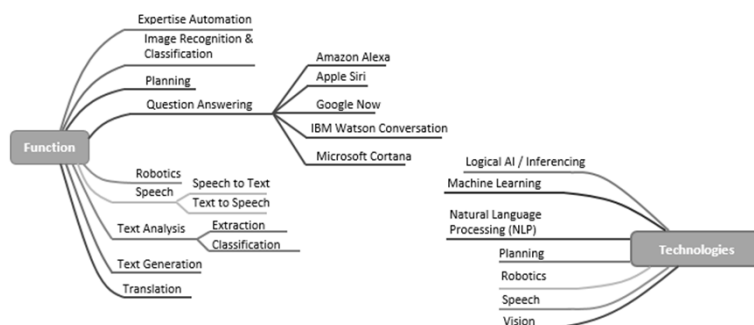 Expertise Automation
Image Recognition &
Classification
Planning
Question Answering
Amazon Alexa
Apple Siri
Google Now
IBM Watson Conversation
Microsoft Cortana
Function
Robotics
Speech
Speech to Text
Text to Speech
Text Analysis
Extraction
Classification
Text Generation
Translation
Logical AI / Inferencing
Machine Learning
Natural Language
Processing (NLP)
Planning
Robotics
Speech
Vision
Technologies